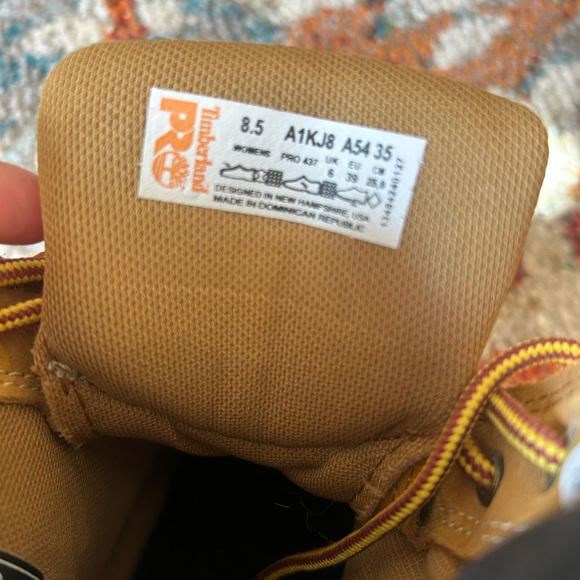 Timberland
PRO
8.5 A1KJ8 A54 35
WOMENS PRO 437 UK EU CM
6 39 25,5
DESIGNED IN NEW HAMPSHIRE, USA
MADE IN DOMINICAN REPUBLIC